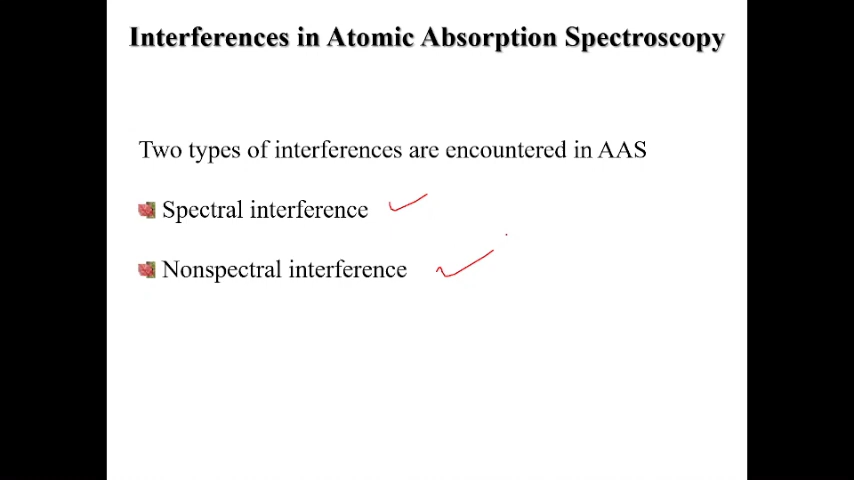 Interferences in Atomic Absorption Spectroscopy
Two types of interferences are encountered in AAS
Spectral interference
Nonspectral interference